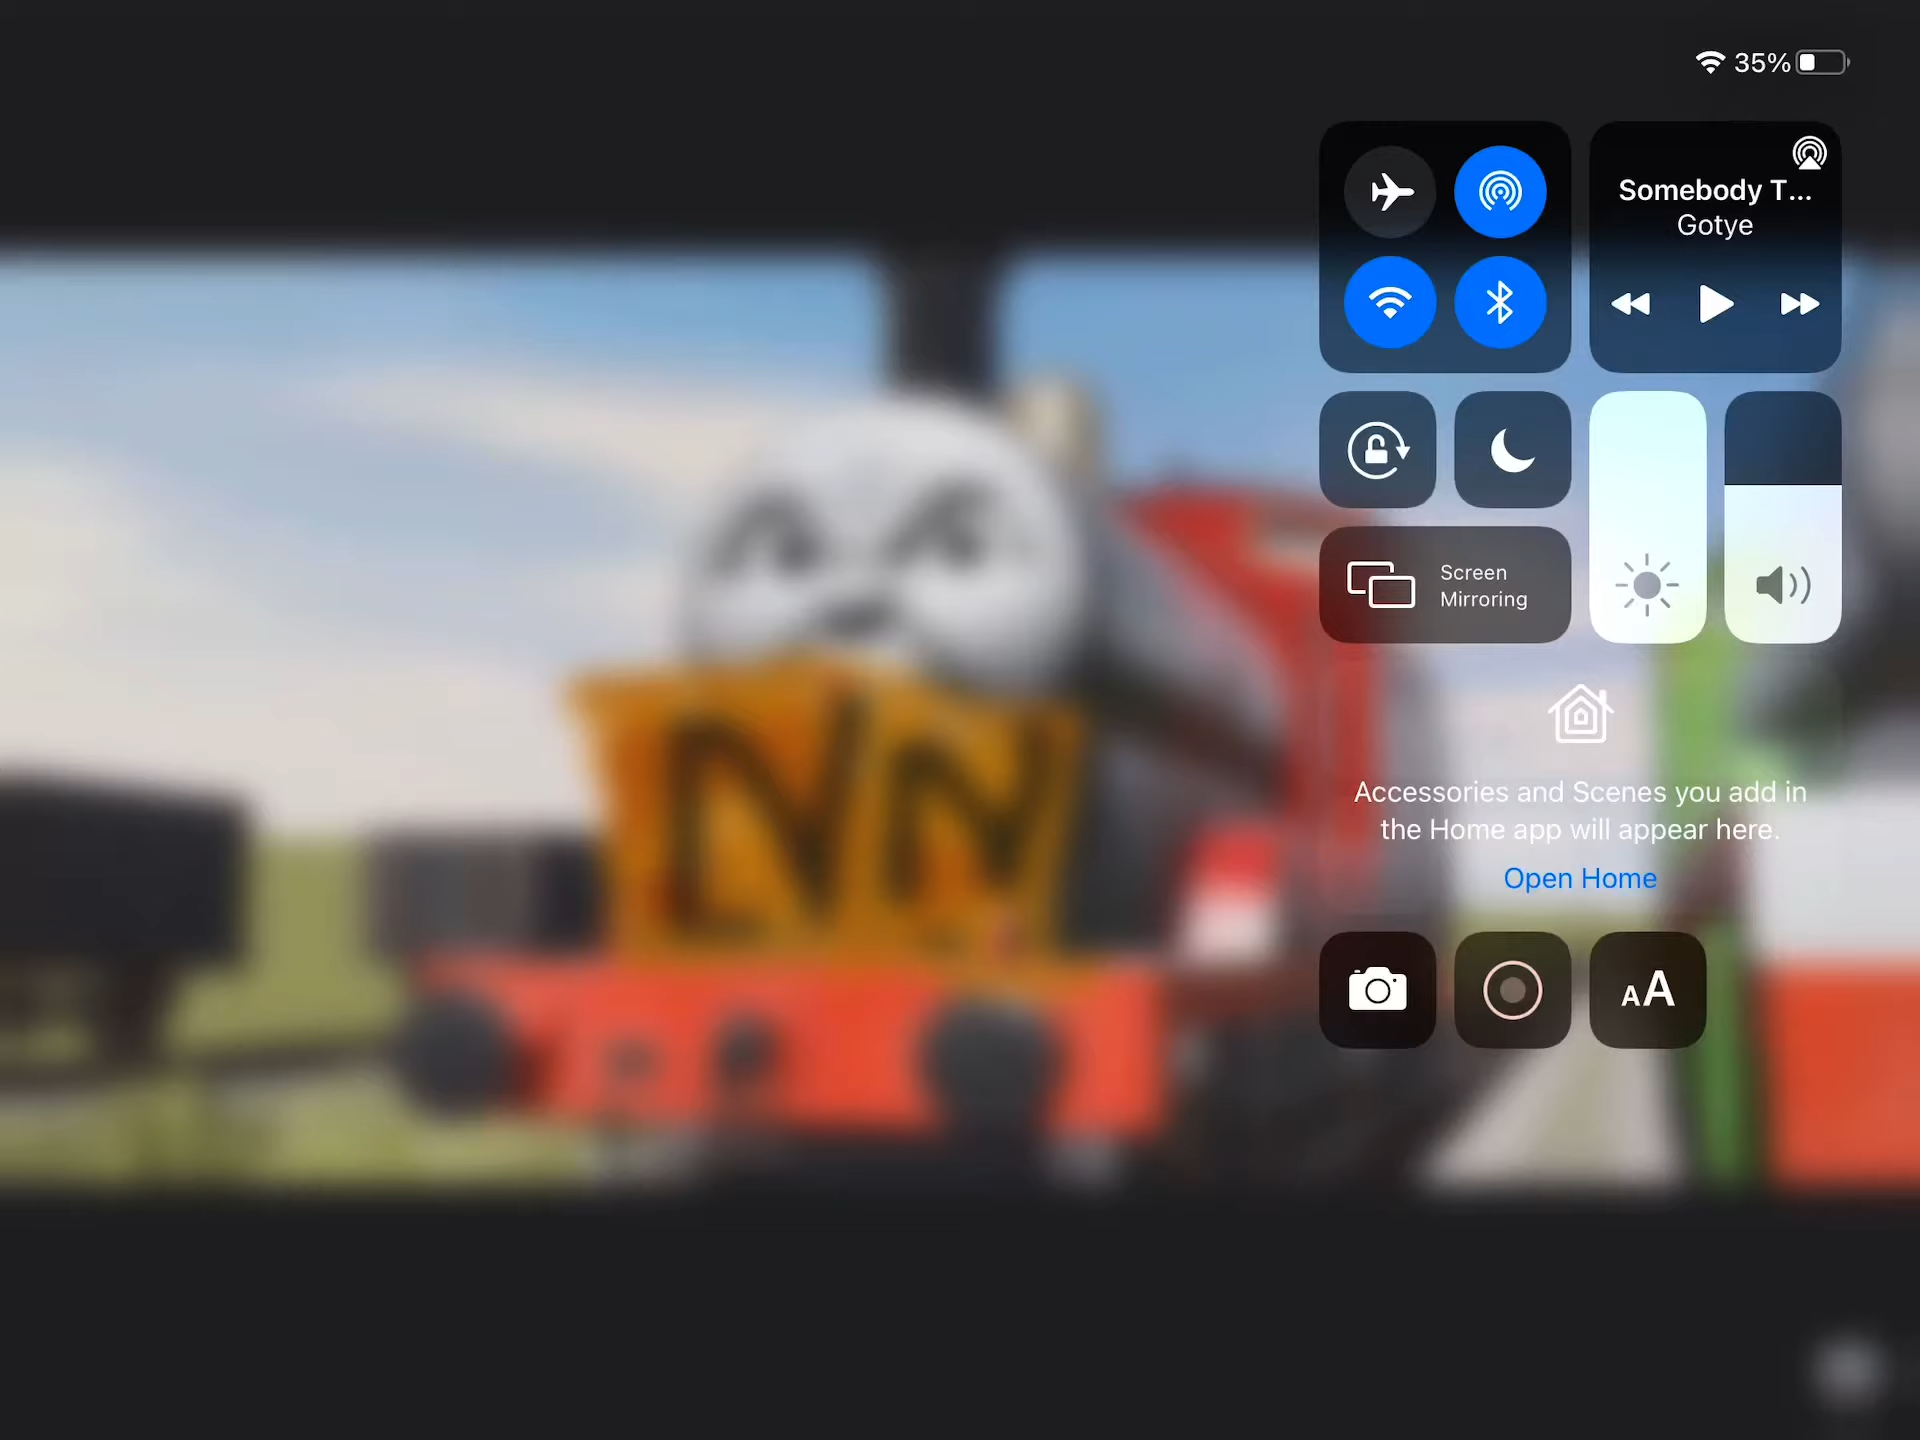 35%
Somebody T...
Gotye
Screen
Mirroring
Accessories and Scenes you add in
the Home app will appear here.
Open Home
AA
NN